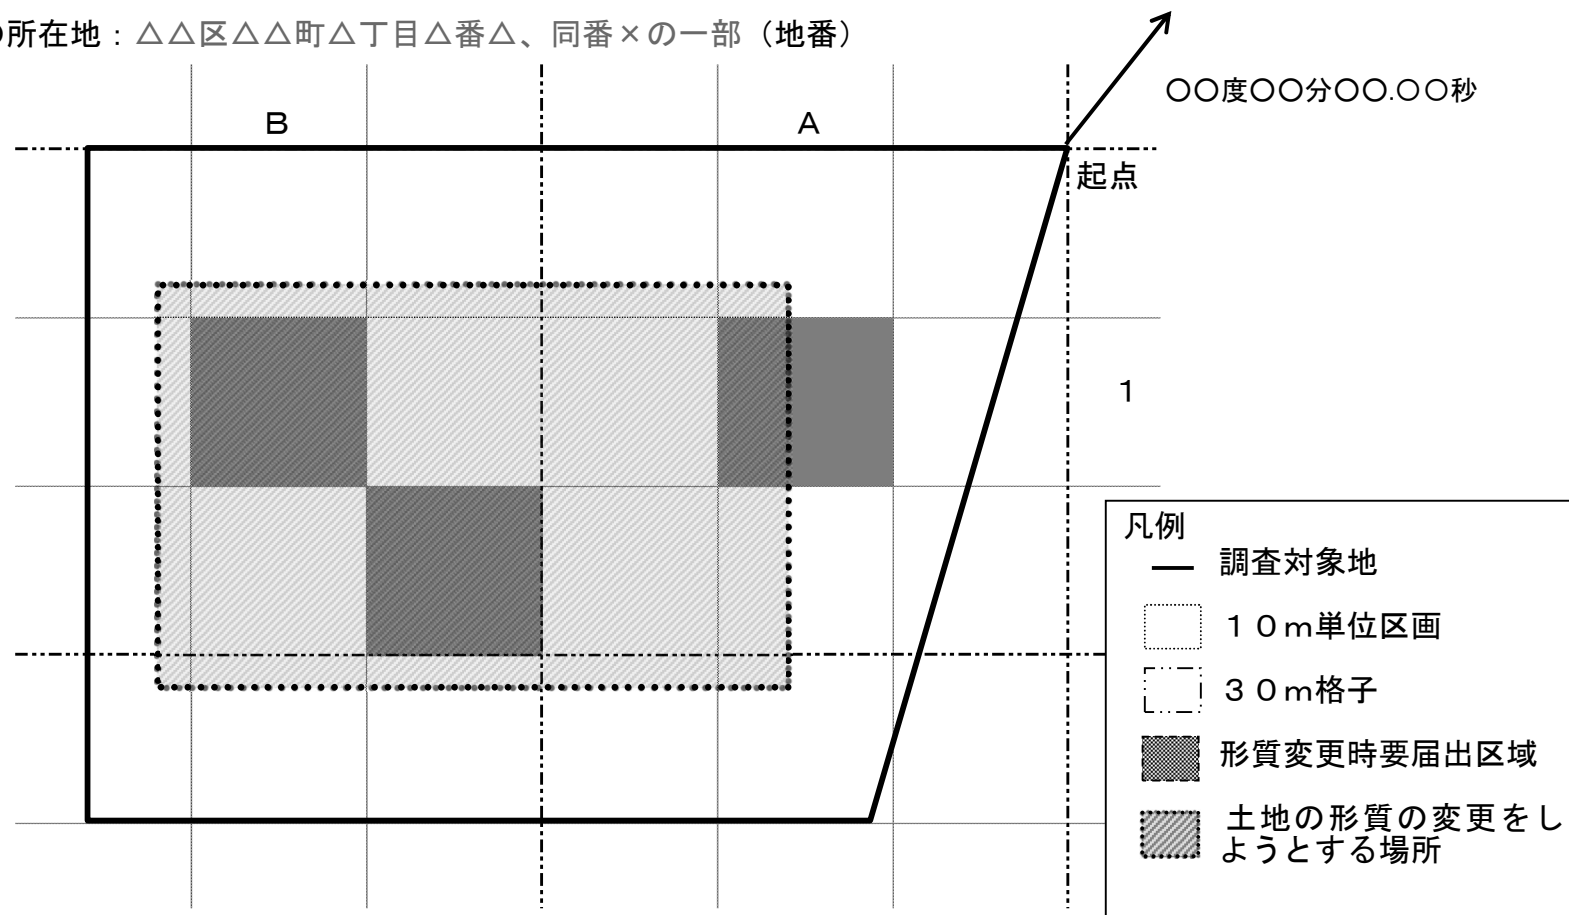 の所在地：△△区△△町△丁目△番△、同番×の一部（地番）
〇〇度〇〇分〇〇.〇〇秒
B
A
起点
1
凡例
調査対象地
１０ｍ単位区画
３０ｍ格子
形質変更時要届出区域
土地の形質の変更をし
ようとする場所